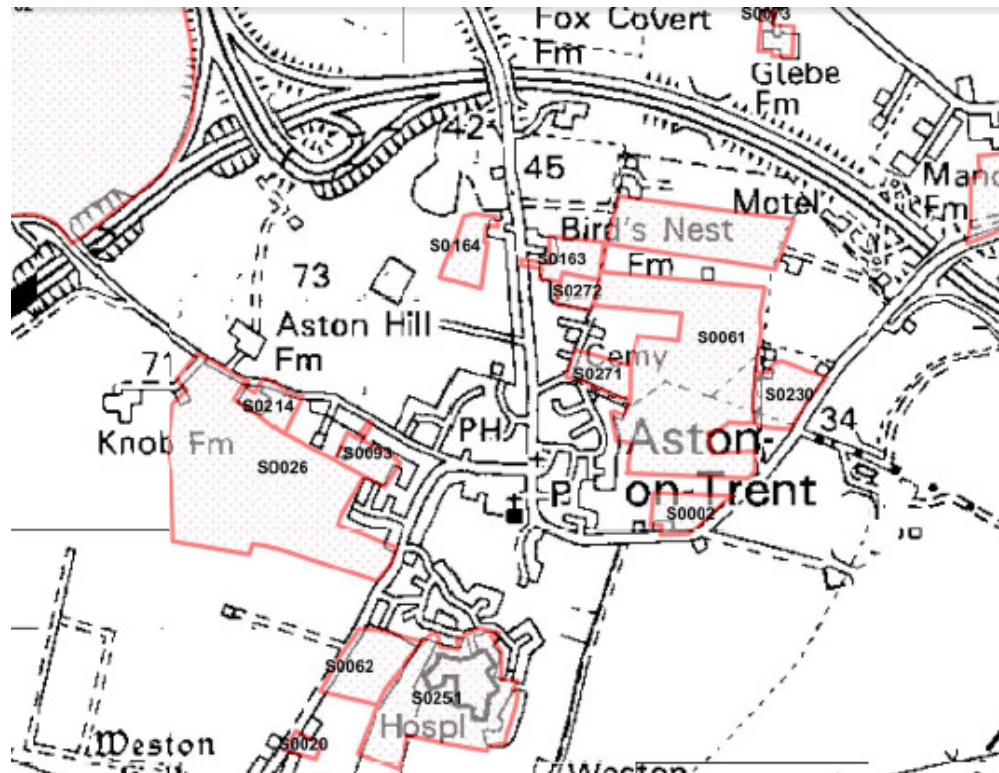 Fox Covert
Fm
Glebe
Fm
42
45
Motel
Fm
Bird's Nest
Fm
S0164
S0163
S0272
73
Aston Hill
Fm
S0061
Cemy
S0271
S0230
71
S0214
PH
34
Knob Fm
S0093
S0026
Aston-
on-Trent
P
S0002
S0062
S0251
Hospl
S0020
Weston
Weston